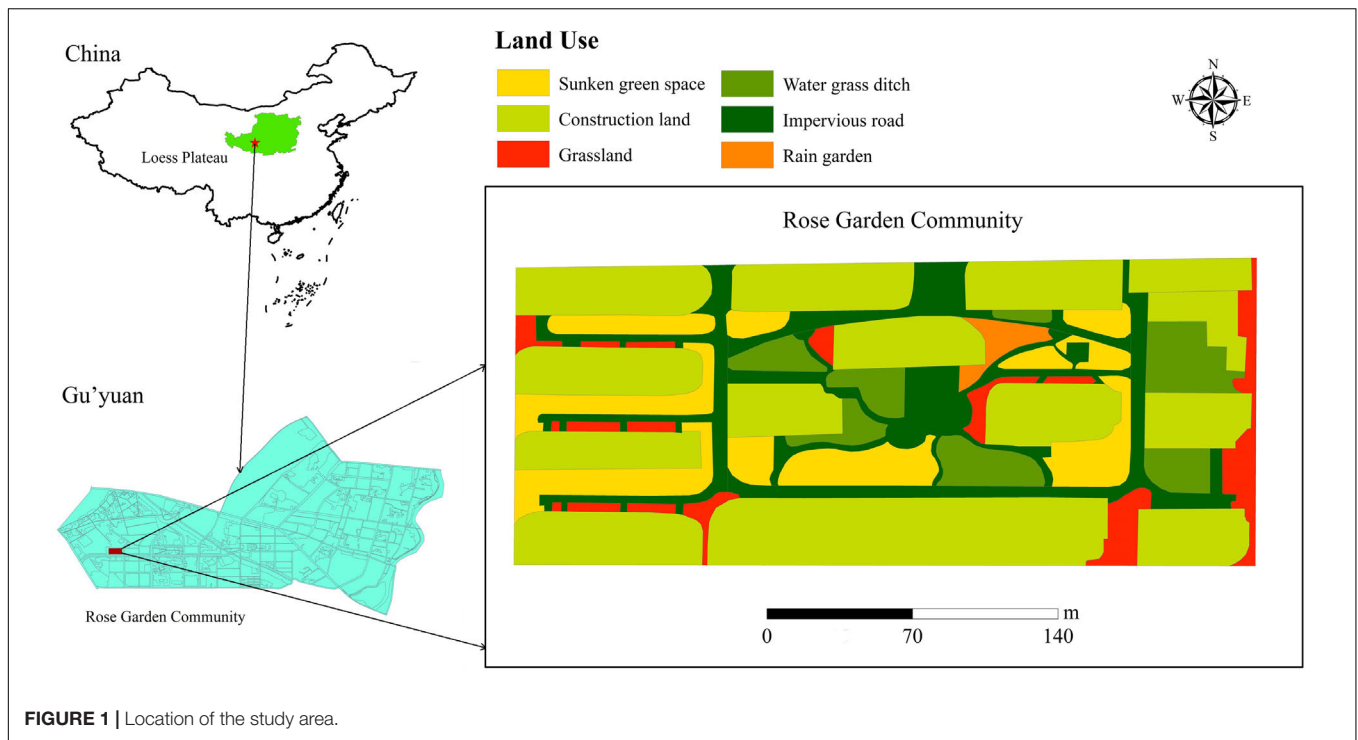 China
Loess Plateau
Gu'yuan
Rose Garden Community
Land Use
Sunken green space
Water grass ditch
Construction land
Impervious road
Grassland
Rain garden
N
W E
S
Rose Garden Community
m
0 70 140
FIGURE 1 | Location of the study area.